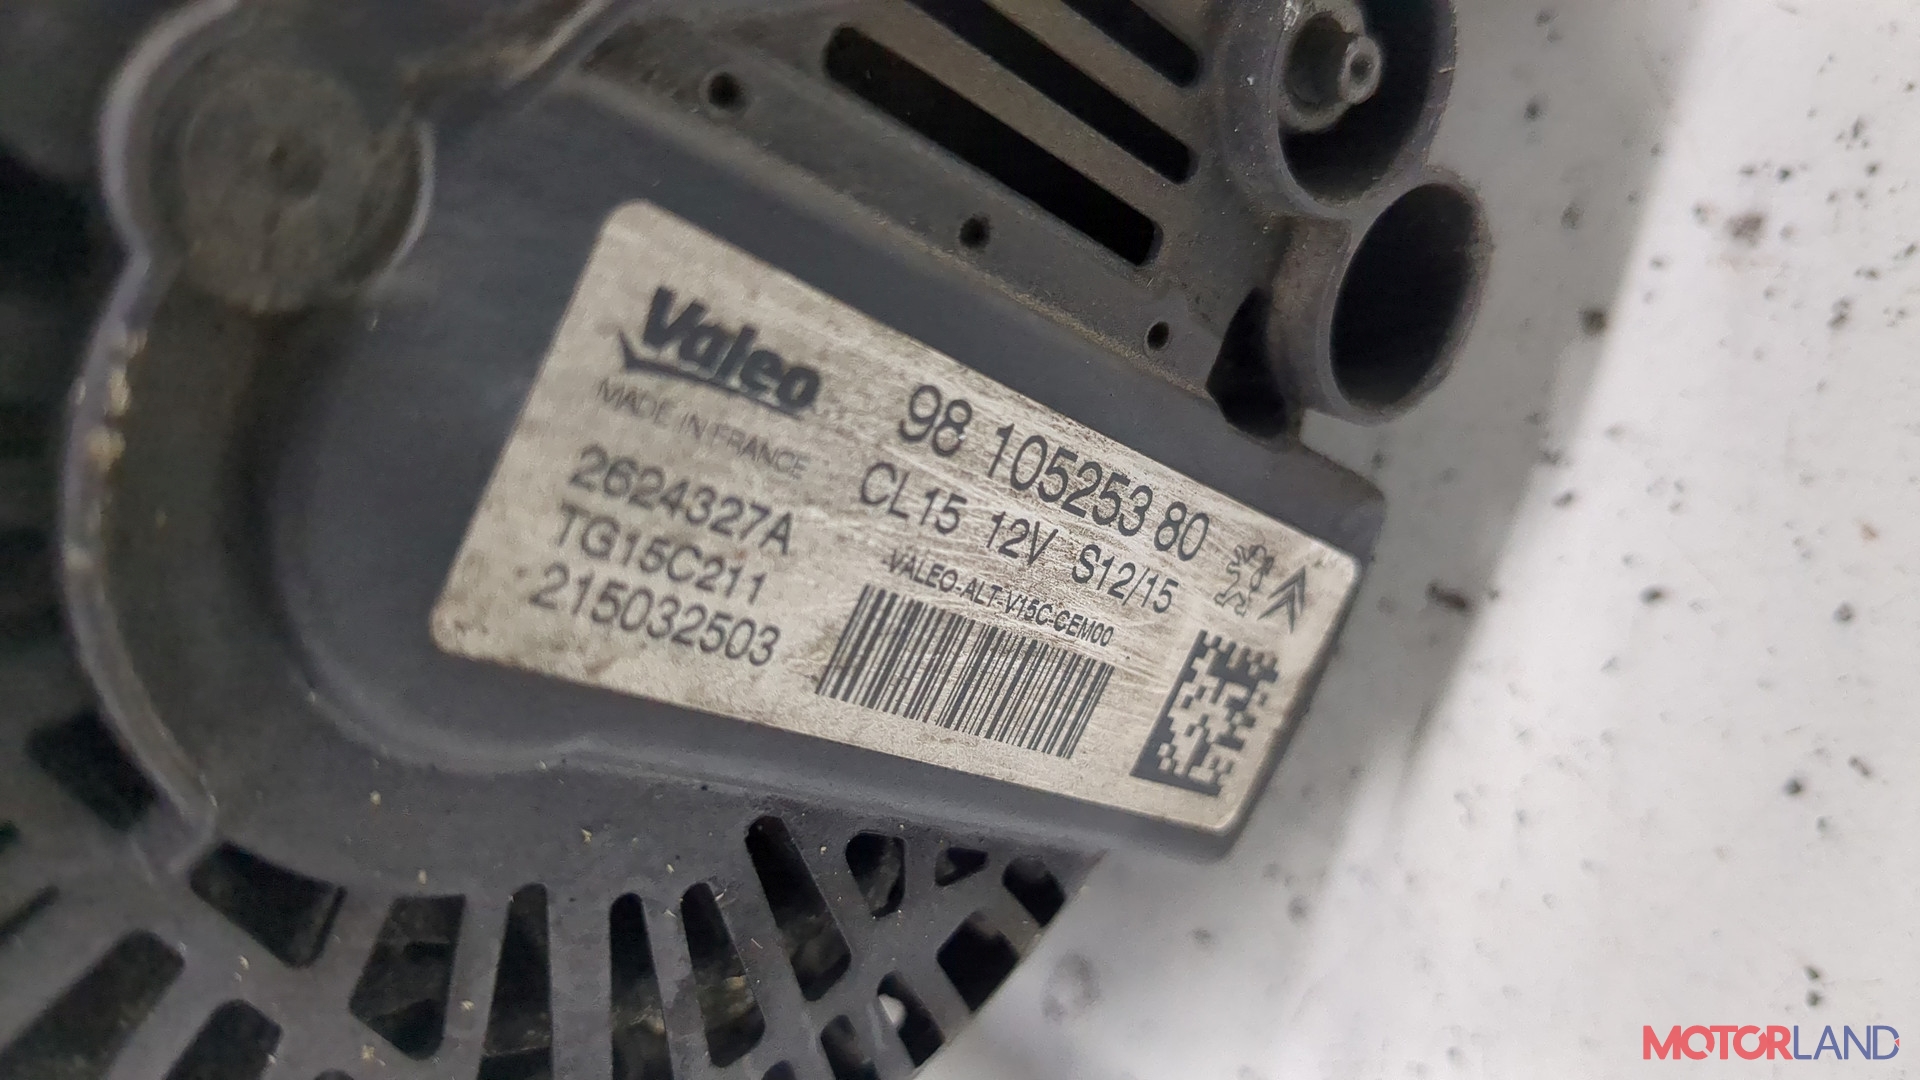 Valeo
MADE IN FRANCE
2624327A
TG15C211
215032503
98 105253 80
CL15 12V S12/15
-VALEO-ALT-V15C-CEM00
MOTORLAND